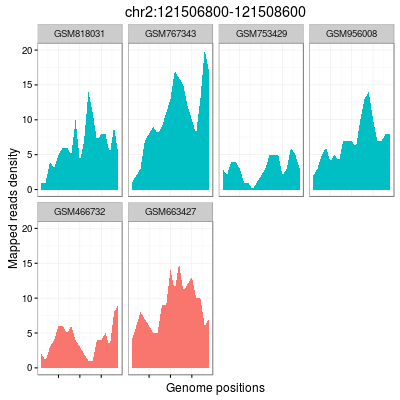 chr2:121506800-121508600
GSM818031 GSM767343 GSM753429 GSM956008
20
15
10
5
0
GSM466732 GSM663427
20
15
10
5
0
Mapped reads density
Genome positions